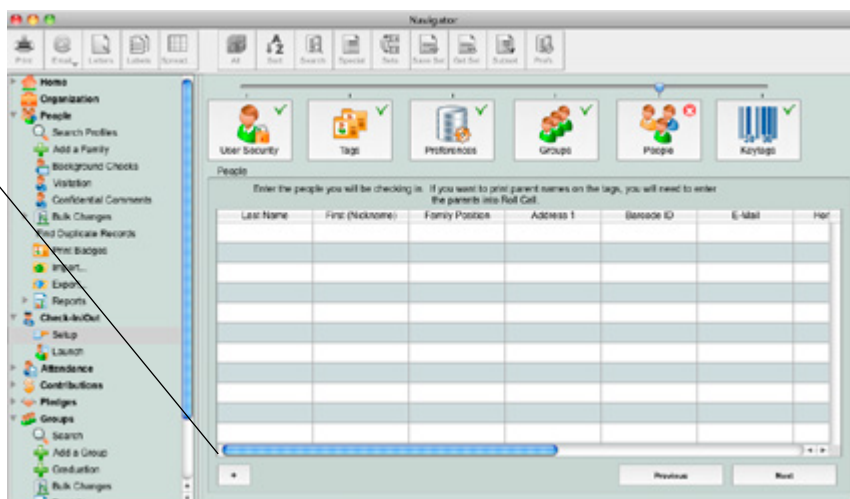 Navigator
Print Email Letters Labels Spread... All Sort Search Special Sets Save Set Get Set Subset Prefs
Home
Organization
People
Search Profiles
Add a Family
Background Checks
Visitation
Confidential Comments
Bulk Changes
Find Duplicate Records
Print Badges
Import...
Export...
Reports
Check-In/Out
Setup
Launch
Attendance
Contributions
Pledges
Groups
Search
Add a Group
Graduation
Bulk Changes
User Security Tags Preferences Groups People Keytags
People
Enter the people you will be checking in. If you want to print parent names on the tags, you will need to enter
the parents into Roll Call.
Last Name First (Nickname) Family Position Address 1 Barcode ID E-Mail Hor
+ Previous Next